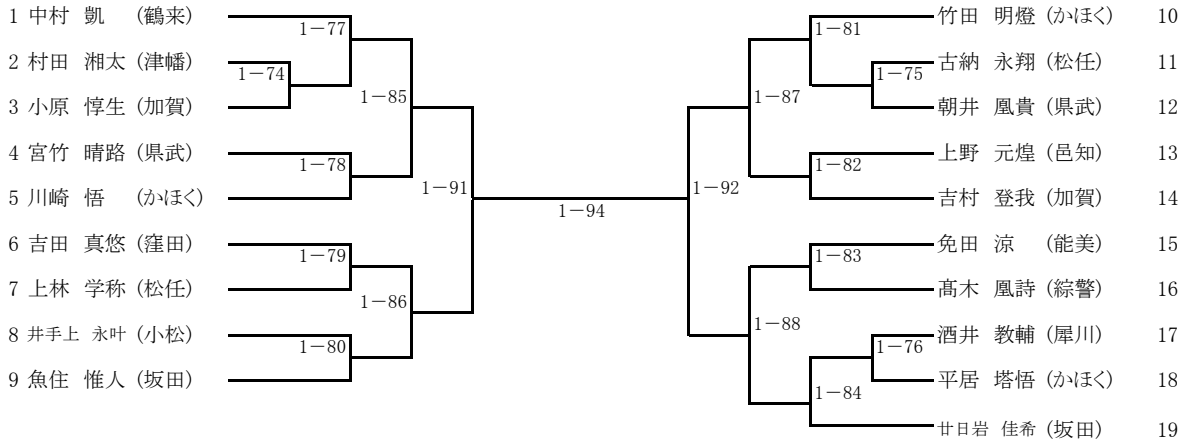 1 中村 凱 (鶴来)
2 村田 湘太 (津幡)
3 小原 惇生 (加賀)
4 宮竹 晴路 (県武)
5 川崎 悟 (かほく)
6 吉田 真悠 (窪田)
7 上林 学称 (松任)
8 井手上 永叶 (小松)
9 魚住 惟人 (坂田)
1-77
1-74
1-85
1-78
1-91
1-79
1-86
1-80
1-94
1-81
1-75
1-87
1-82
1-92
1-83
1-88
1-76
1-84
竹田 明燈 (かほく) 10
古納 永翔 (松任) 11
朝井 凰貴 (県武) 12
上野 元煌 (邑知) 13
吉村 登我 (加賀) 14
免田 涼 (能美) 15
髙木 凰詩 (綜警) 16
酒井 教輔 (犀川) 17
平居 塔悟 (かほく) 18
廿日岩 佳希 (坂田) 19